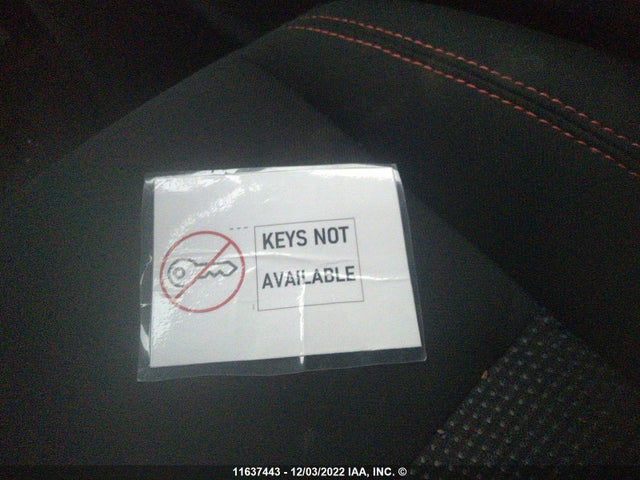 KEYS NOT
AVAILABLE
11637443 - 12/03/2022 IAA, INC. ©